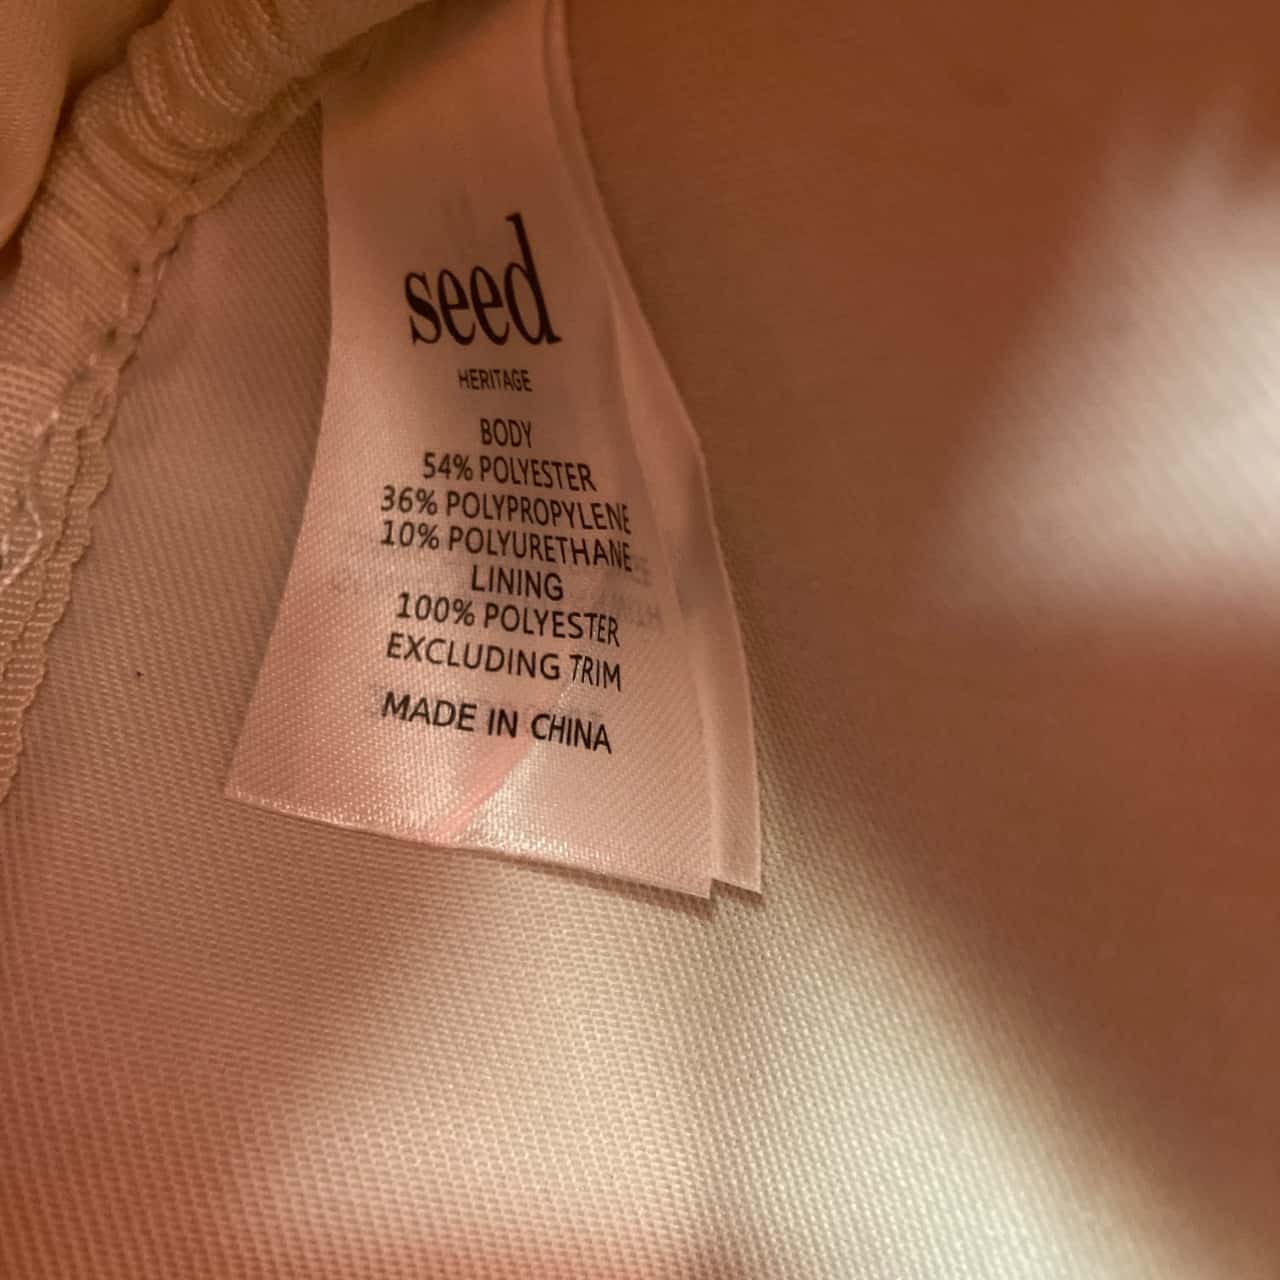 seed
HERITAGE
BODY
54% POLYESTER
36% POLYPROPYLENE
10% POLYURETHANE
LINING
100% POLYESTER
EXCLUDING TRIM
MADE IN CHINA